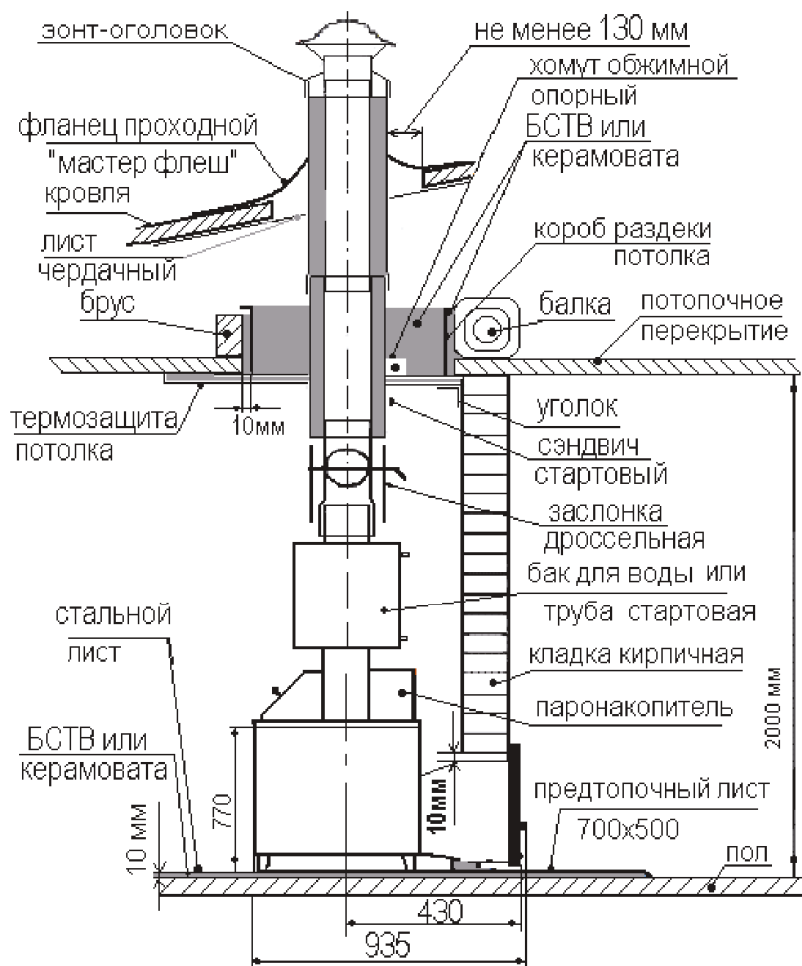 зонт-оголовок
не менее 130 мм
хомут обжимной
опорный
фланец проходной
"мастер флеш"
БСТВ или
керамовата
кровля
лист
чердачный
короб раздеки
потолка
брус
балка
потопочное
перекрытие
термозащита
потолка
10мм
уголок
сэндвич
стартовый
заслонка
дроссельная
бак для воды или
труба стартовая
стальной
лист
кладка кирпичная
паронакопитель
2000 мм
БСТВ или
керамовата
770
10мм
предтопочный лист
700х500
10 мм
пол
430
935